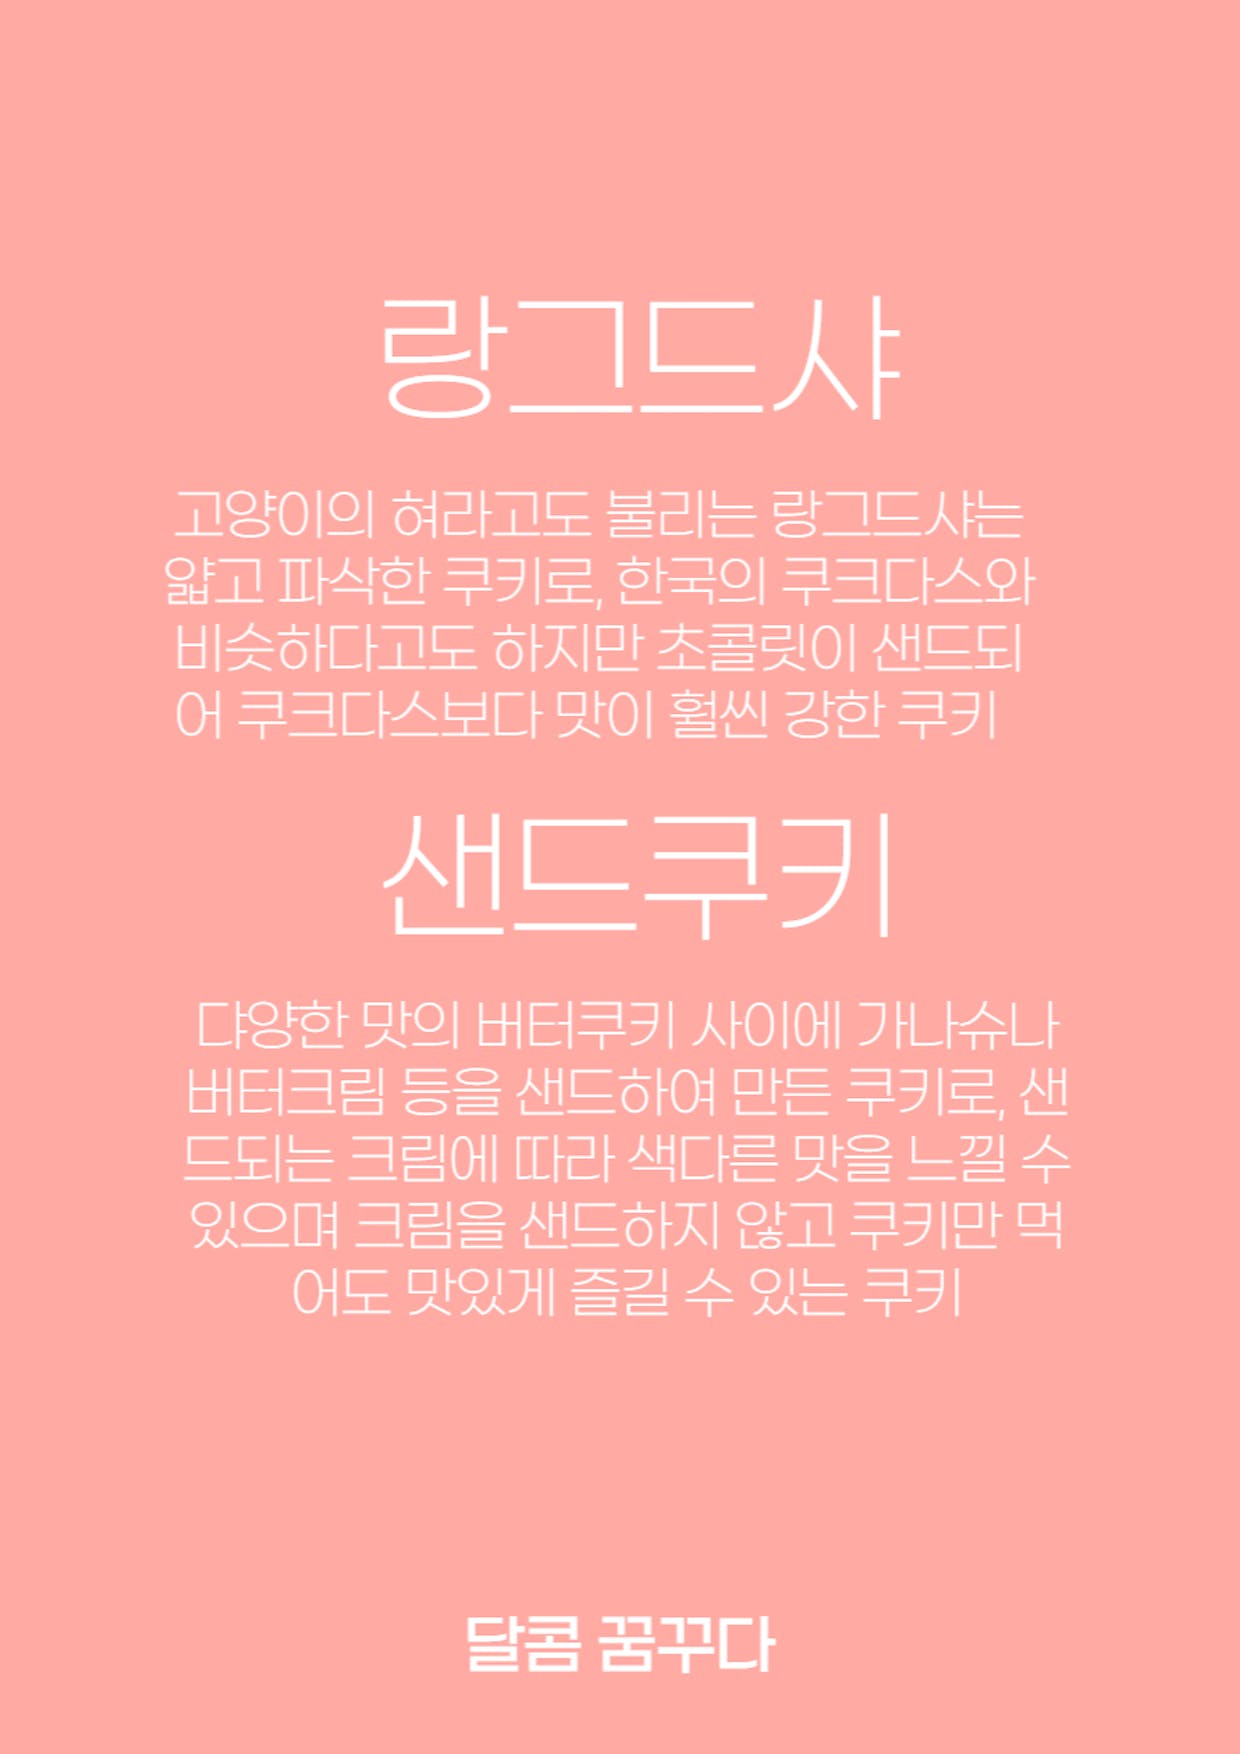 랑그드샤
고양이의 혀라고도 불리는 랑그드샤는
얇고 파삭한 쿠키로, 한국의 쿠크다스와
비슷하다고도 하지만 초콜릿이 샌드되
어 쿠크다스보다 맛이 훨씬 강한 쿠키
샌드쿠키
댜양한 맛의 버터쿠키 사이에 가나슈나
버터크림 등을 샌드하여 만든 쿠키로, 샌
드되는 크림에 따라 색다른 맛을 느낄 수
있으며 크림을 샌드하지 않고 쿠키만 먹
어도 맛있게 즐길 수 있는 쿠키
달콤 꿈꾸다